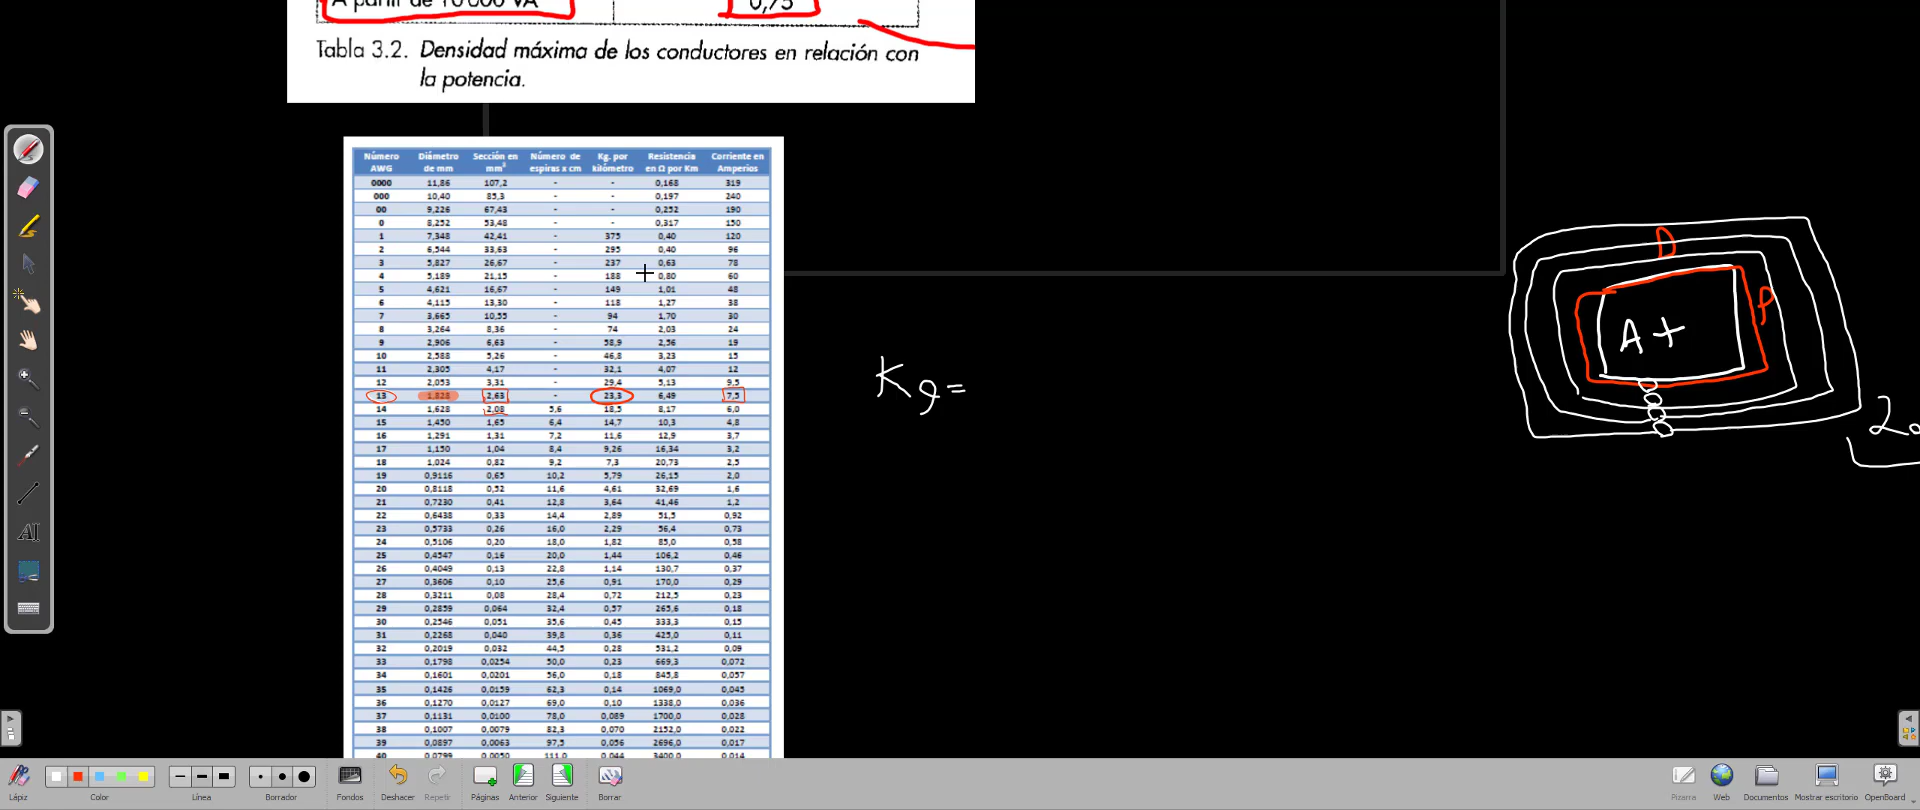 A partir de 10 000 VA 0,75
Tabla 3.2. Densidad máxima de los conductores en relación con
la potencia.
Número AWG Diámetro de mm Sección en mm² Número de espiras x cm Kg. por kilómetro Resistencia en Ω por Km Corriente en Amperios
0000 11,86 107,2 - - 0,168 319
000 10,40 85,3 - - 0,197 240
00 9,226 67,43 - - 0,252 190
0 8,252 53,48 - - 0,317 150
1 7,348 42,41 - 375 0,40 120
2 6,544 33,63 - 295 0,40 96
3 5,827 26,67 - 237 0,63 78
4 5,189 21,15 - 188 0,80 60
5 4,621 16,67 - 149 1,01 48
6 4,115 13,30 - 118 1,27 38
7 3,665 10,55 - 94 1,70 30
8 3,264 8,36 - 74 2,03 24
9 2,906 6,63 - 58,9 2,56 19
10 2,588 5,26 - 46,8 3,23 15
11 2,305 4,17 - 32,1 4,07 12
12 2,053 3,31 - 29,4 5,13 9,5
13 1,828 2,63 - 23,3 6,49 7,5
14 1,628 2,08 5,6 18,5 8,17 6,0
15 1,450 1,65 6,4 14,7 10,3 4,8
16 1,291 1,31 7,2 11,6 12,9 3,7
17 1,150 1,04 8,4 9,26 16,34 3,2
18 1,024 0,82 9,2 7,3 20,73 2,5
19 0,9116 0,65 10,2 5,79 26,15 2,0
20 0,8118 0,52 11,6 4,61 32,69 1,6
21 0,7230 0,41 12,8 3,64 41,46 1,2
22 0,6438 0,33 14,4 2,89 51,5 0,92
23 0,5733 0,26 16,0 2,29 56,4 0,73
24 0,5106 0,20 18,0 1,82 85,0 0,58
25 0,4547 0,16 20,0 1,44 106,2 0,46
26 0,4049 0,13 22,8 1,14 130,7 0,37
27 0,3606 0,10 25,6 0,91 170,0 0,29
28 0,3211 0,08 28,4 0,72 212,5 0,23
29 0,2859 0,064 32,4 0,57 265,6 0,18
30 0,2546 0,051 35,6 0,45 333,3 0,15
31 0,2268 0,040 39,8 0,36 425,0 0,11
32 0,2019 0,032 44,5 0,28 531,2 0,09
33 0,1798 0,0254 50,0 0,23 669,3 0,072
34 0,1601 0,0201 56,0 0,18 845,8 0,057
35 0,1426 0,0159 62,3 0,14 1069,0 0,045
36 0,1270 0,0127 69,0 0,10 1338,0 0,036
37 0,1131 0,0100 78,0 0,089 1700,0 0,028
38 0,1007 0,0079 82,3 0,070 2152,0 0,022
39 0,0897 0,0063 97,5 0,056 2696,0 0,017
40 0,0799 0,0050 111,0 0,044 3400,0 0,014
Kg=
D
P
A+
Lápiz Color Línea Borrador Fondos Deshacer Repetir Páginas Anterior Siguiente Borrar Pizarra Web Documentos Mostrar escritorio OpenBoard